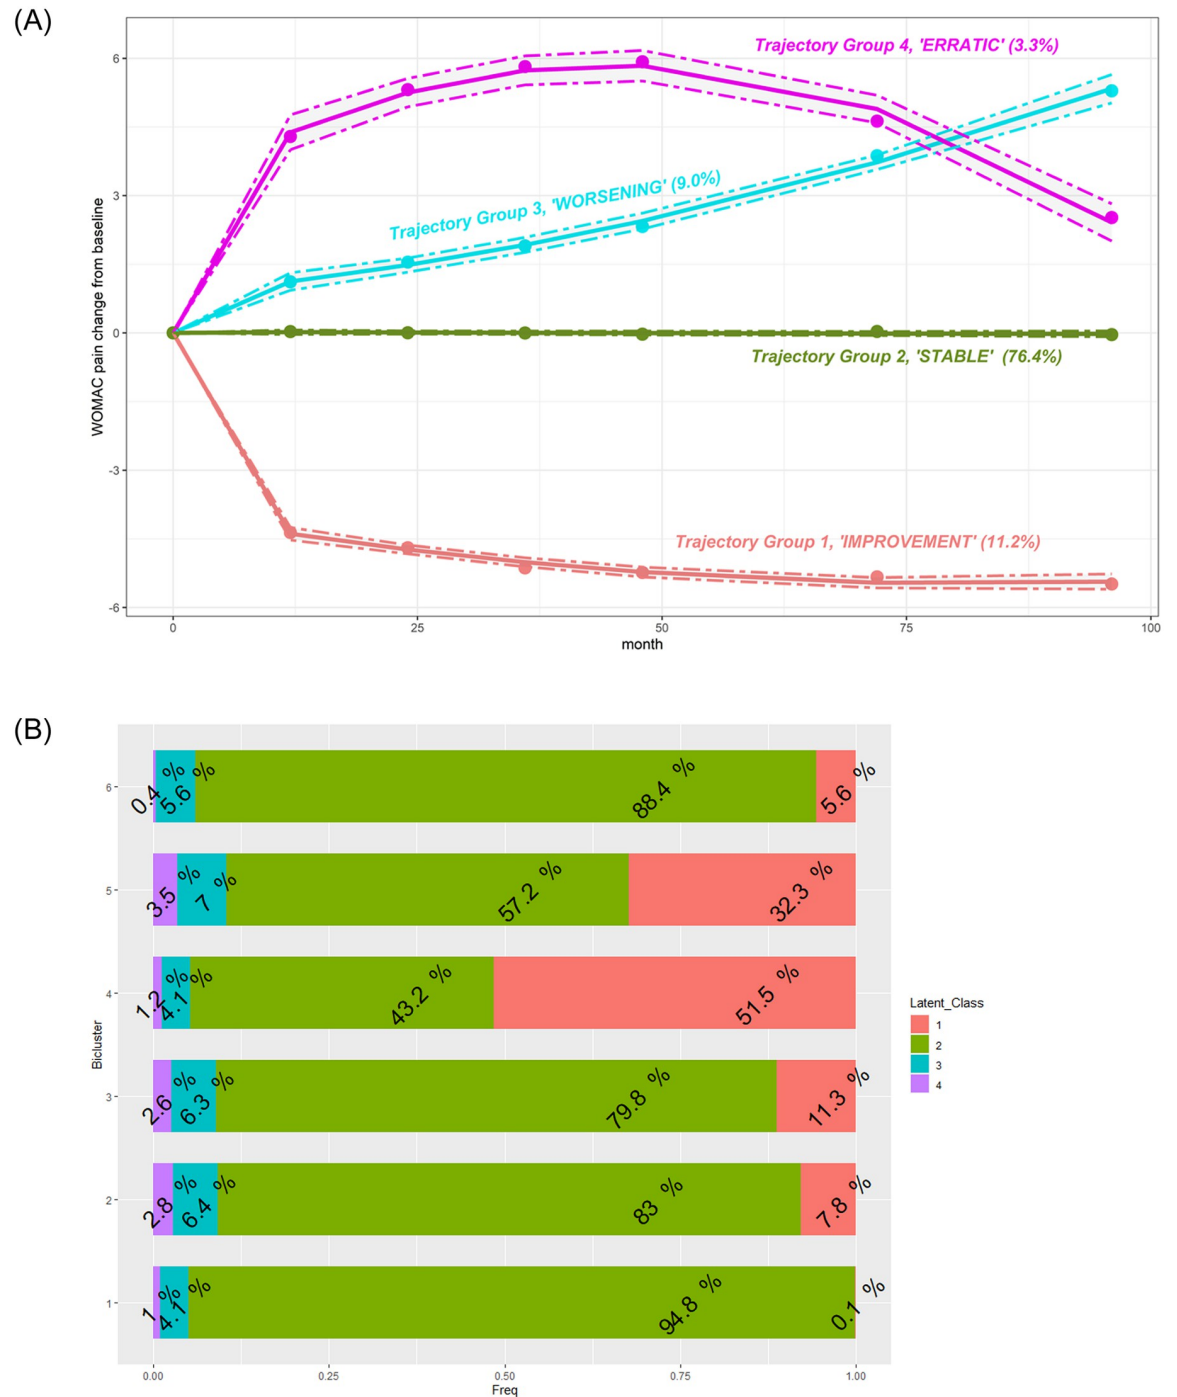 (A)
WOMAC pain change from baseline
6
3
0
-3
-6
Trajectory Group 4, 'ERRATIC' (3.3%)
Trajectory Group 3, 'WORSENING' (9.0%)
Trajectory Group 2, 'STABLE' (76.4%)
Trajectory Group 1, 'IMPROVEMENT' (11.2%)
0 25 50 75 100
month
(B)
Bicluster
6 0.4 % 5.6 % 88.4 % 5.6 %
5 3.5 % 7 % 57.2 % 32.3 %
4 1.2 % 4.1 % 43.2 % 51.5 %
3 2.6 % 6.3 % 79.8 % 11.3 %
2 2.8 % 6.4 % 83 % 7.8 %
1 1 % 4.1 % 94.8 % 0.1 %
0.00 0.25 0.50 0.75 1.00
Freq
Latent_Class
1
2
3
4